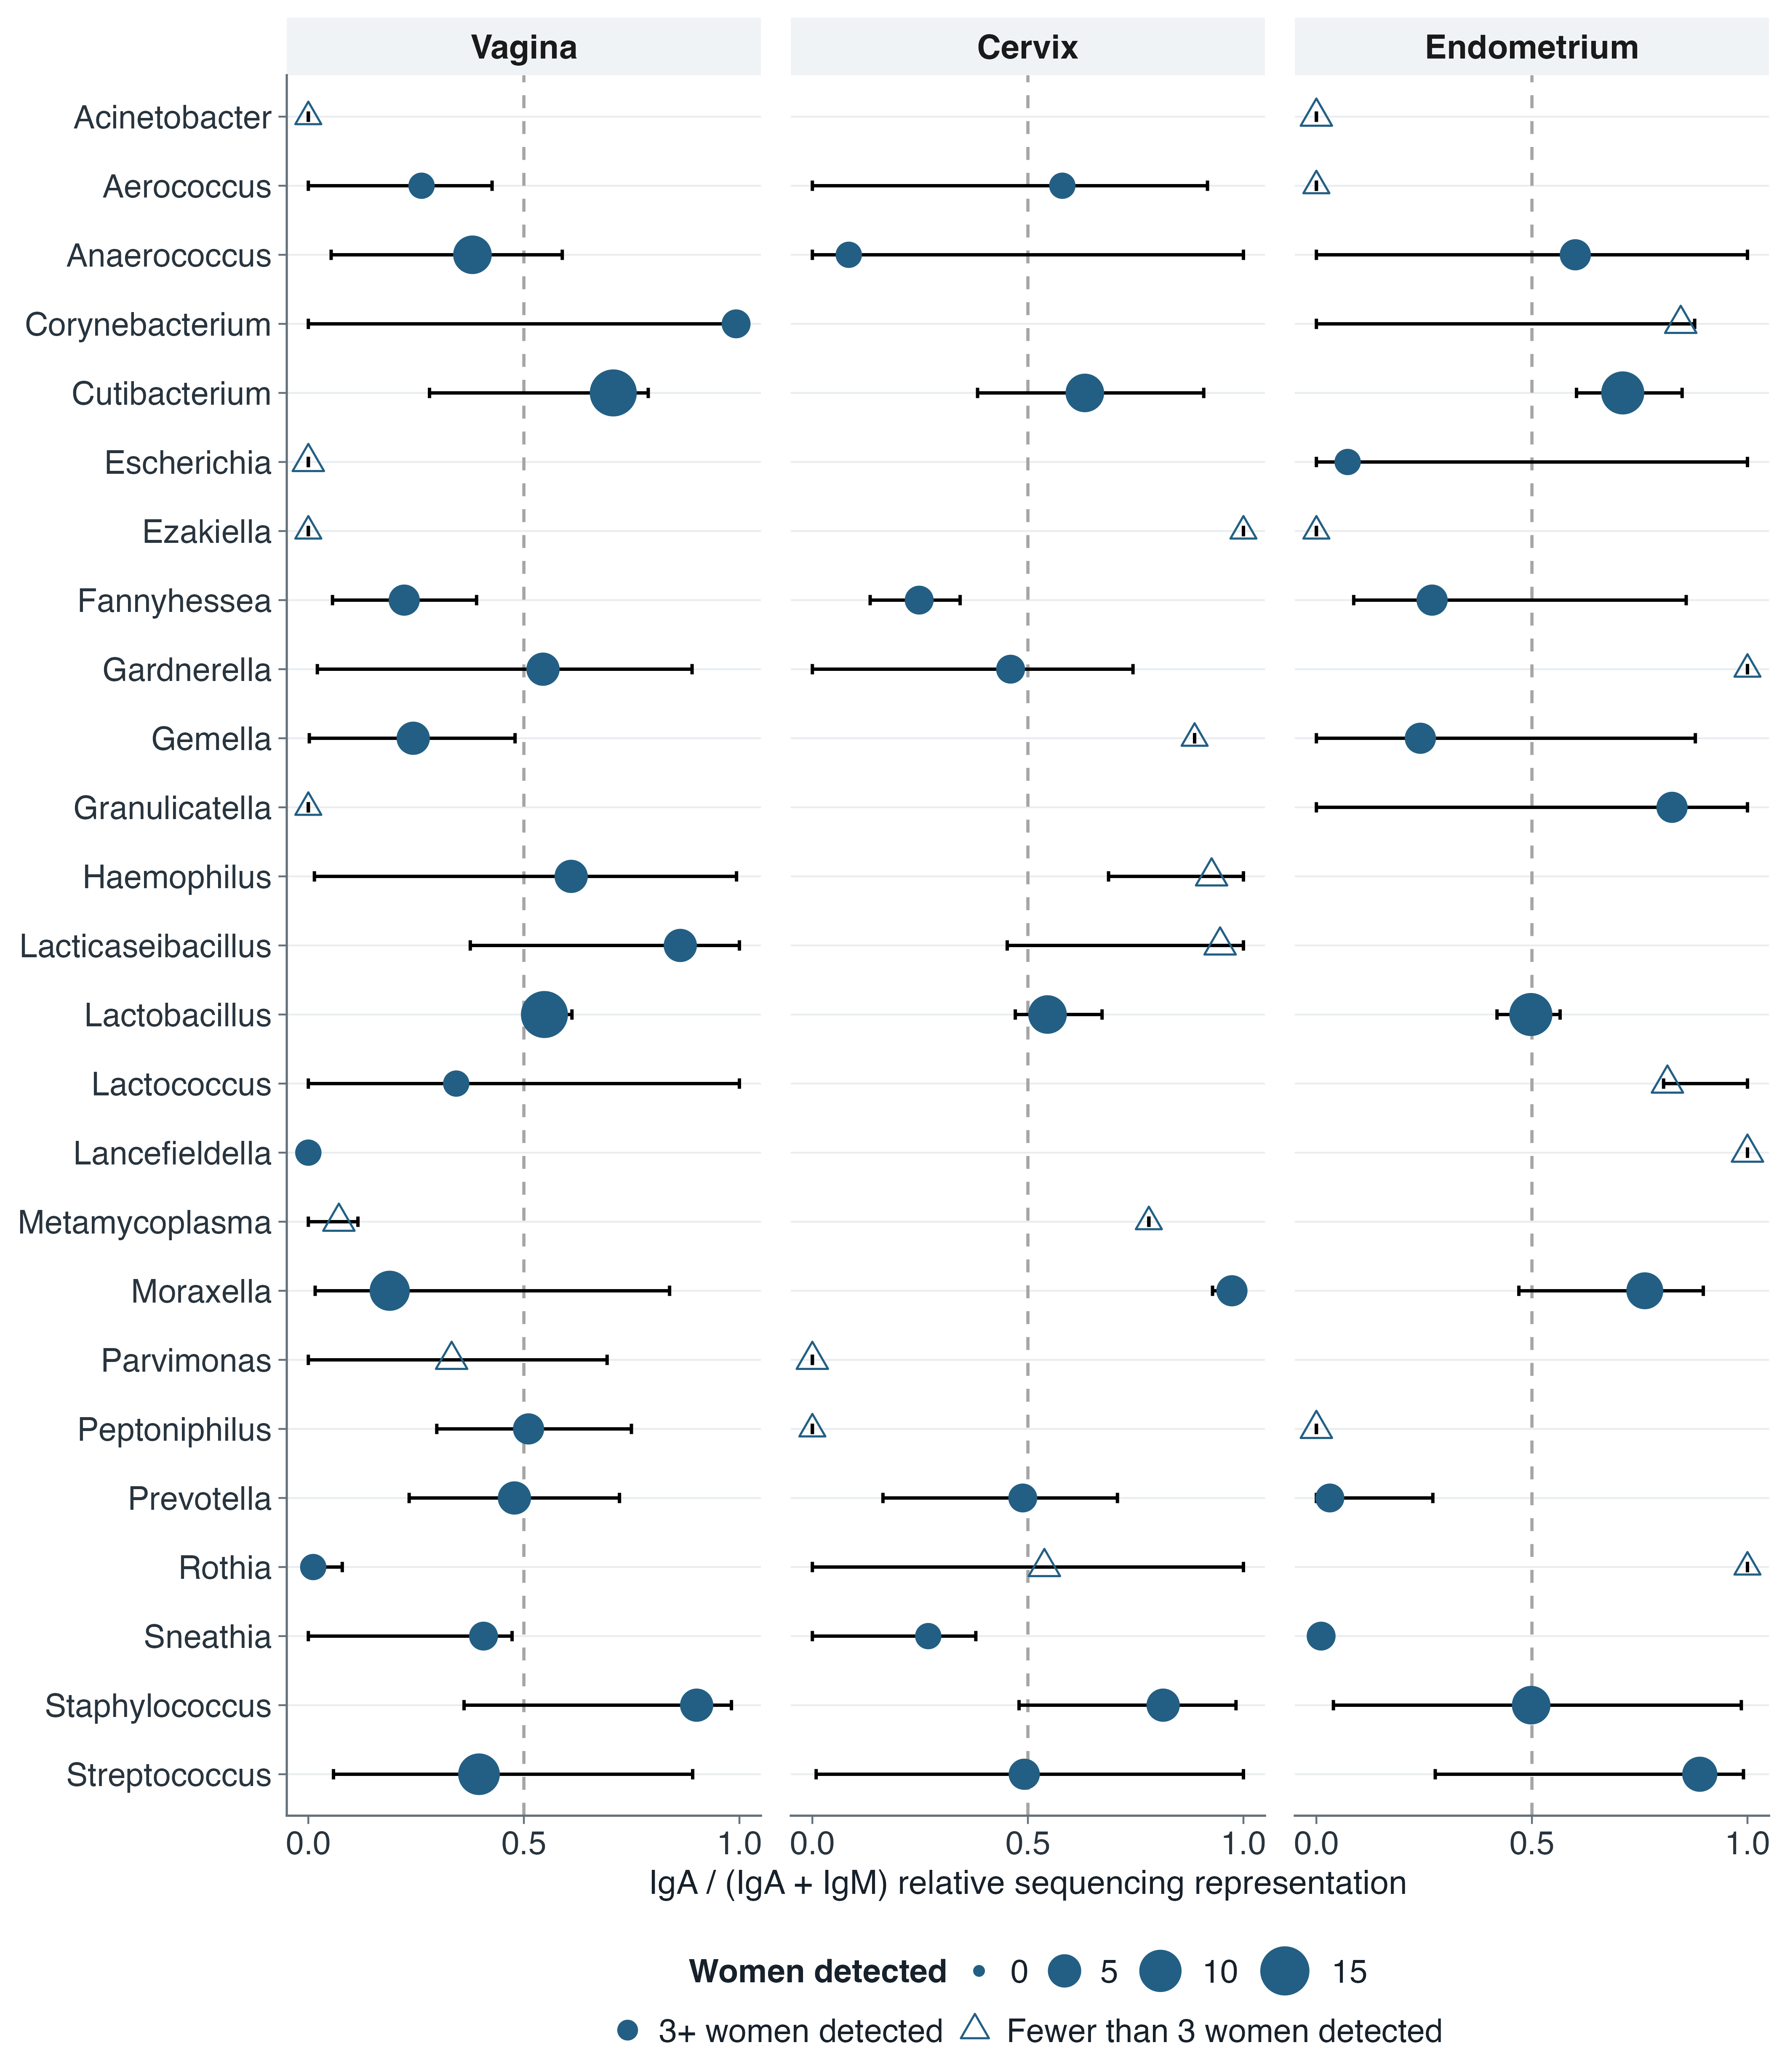 Vagina Cervix Endometrium
Acinetobacter
Aerococcus
Anaerococcus
Corynebacterium
Cutibacterium
Escherichia
Ezakiella
Fannyhessea
Gardnerella
Gemella
Granulicatella
Haemophilus
Lacticaseibacillus
Lactobacillus
Lactococcus
Lancefieldella
Metamycoplasma
Moraxella
Parvimonas
Peptoniphilus
Prevotella
Rothia
Sneathia
Staphylococcus
Streptococcus
0.0 0.5 1.0 0.0 0.5 1.0 0.0 0.5 1.0
IgA / (IgA + IgM) relative sequencing representation
Women detected 0 5 10 15
3+ women detected Fewer than 3 women detected